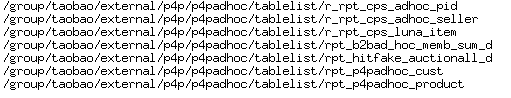 /group/taobao/external/p4p/p4padhoc/tablelist/r_rpt_cps_adhoc_pid
/group/taobao/external/p4p/p4padhoc/tablelist/r_rpt_cps_adhoc_seller
/group/taobao/external/p4p/p4padhoc/tablelist/r_rpt_cps_luna_item
/group/taobao/external/p4p/p4padhoc/tablelist/rpt_b2bad_hoc_memb_sum_d
/group/taobao/external/p4p/p4padhoc/tablelist/rpt_hitfake_auctionall_d
/group/taobao/external/p4p/p4padhoc/tablelist/rpt_p4padhoc_cust
/group/taobao/external/p4p/p4padhoc/tablelist/rpt_p4padhoc_product